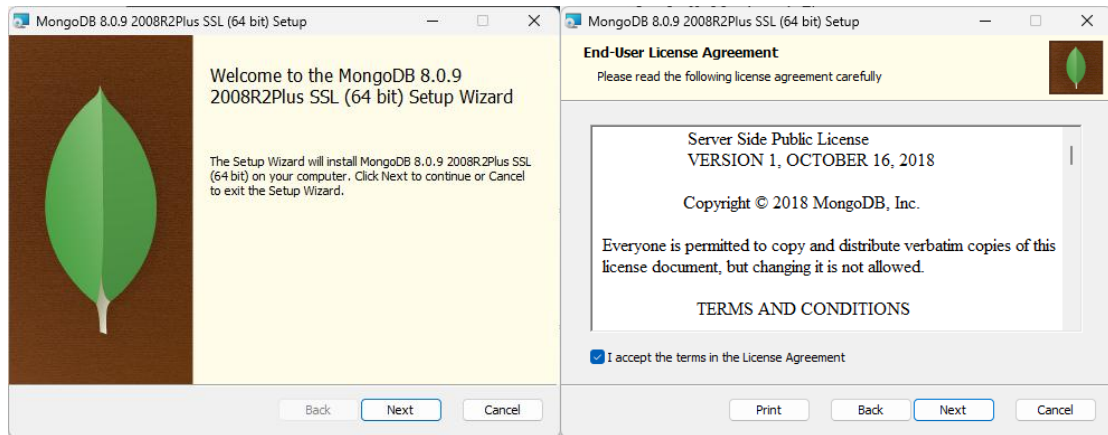 MongoDB 8.0.9 2008R2Plus SSL (64 bit) Setup
Welcome to the MongoDB 8.0.9
2008R2Plus SSL (64 bit) Setup Wizard
The Setup Wizard will install MongoDB 8.0.9 2008R2Plus SSL
(64 bit) on your computer. Click Next to continue or Cancel
to exit the Setup Wizard.
Back Next Cancel
MongoDB 8.0.9 2008R2Plus SSL (64 bit) Setup
End-User License Agreement
Please read the following license agreement carefully
Server Side Public License
VERSION 1, OCTOBER 16, 2018
Copyright © 2018 MongoDB, Inc.
Everyone is permitted to copy and distribute verbatim copies of this
license document, but changing it is not allowed.
TERMS AND CONDITIONS
I accept the terms in the License Agreement
Print Back Next Cancel